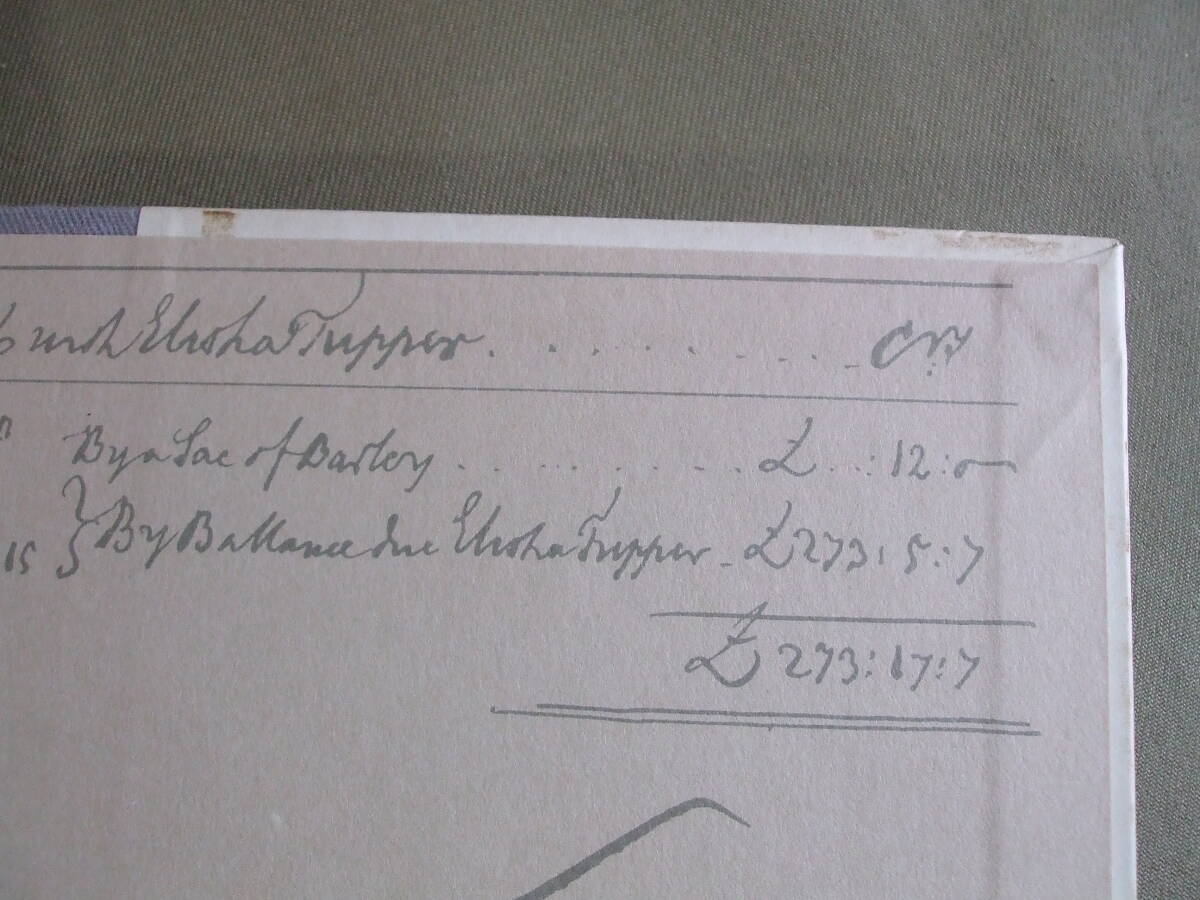 with Elisha Tupper. . . . . . . . . Cr
By a Sac of Barley . . . . . . . . . £ . . : 12 : 0
15 } By Ballance due Elisha Tupper - £ 273 : 5 : 7
£ 273 : 17 : 7